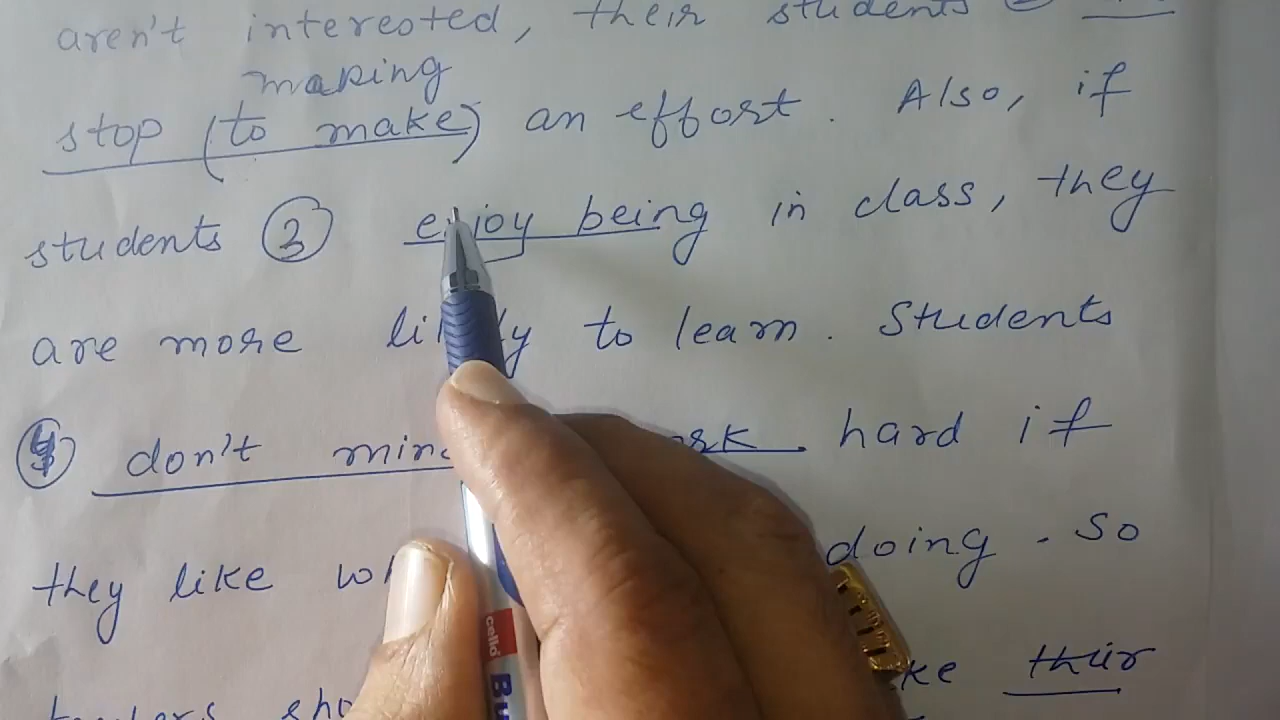 aren't interested, their students
making
stop (to make) an effort. Also, if
students ③ enjoy being in class, they
are more likely to learn. Students
④ don't hard if
they like doing. So
their
cello